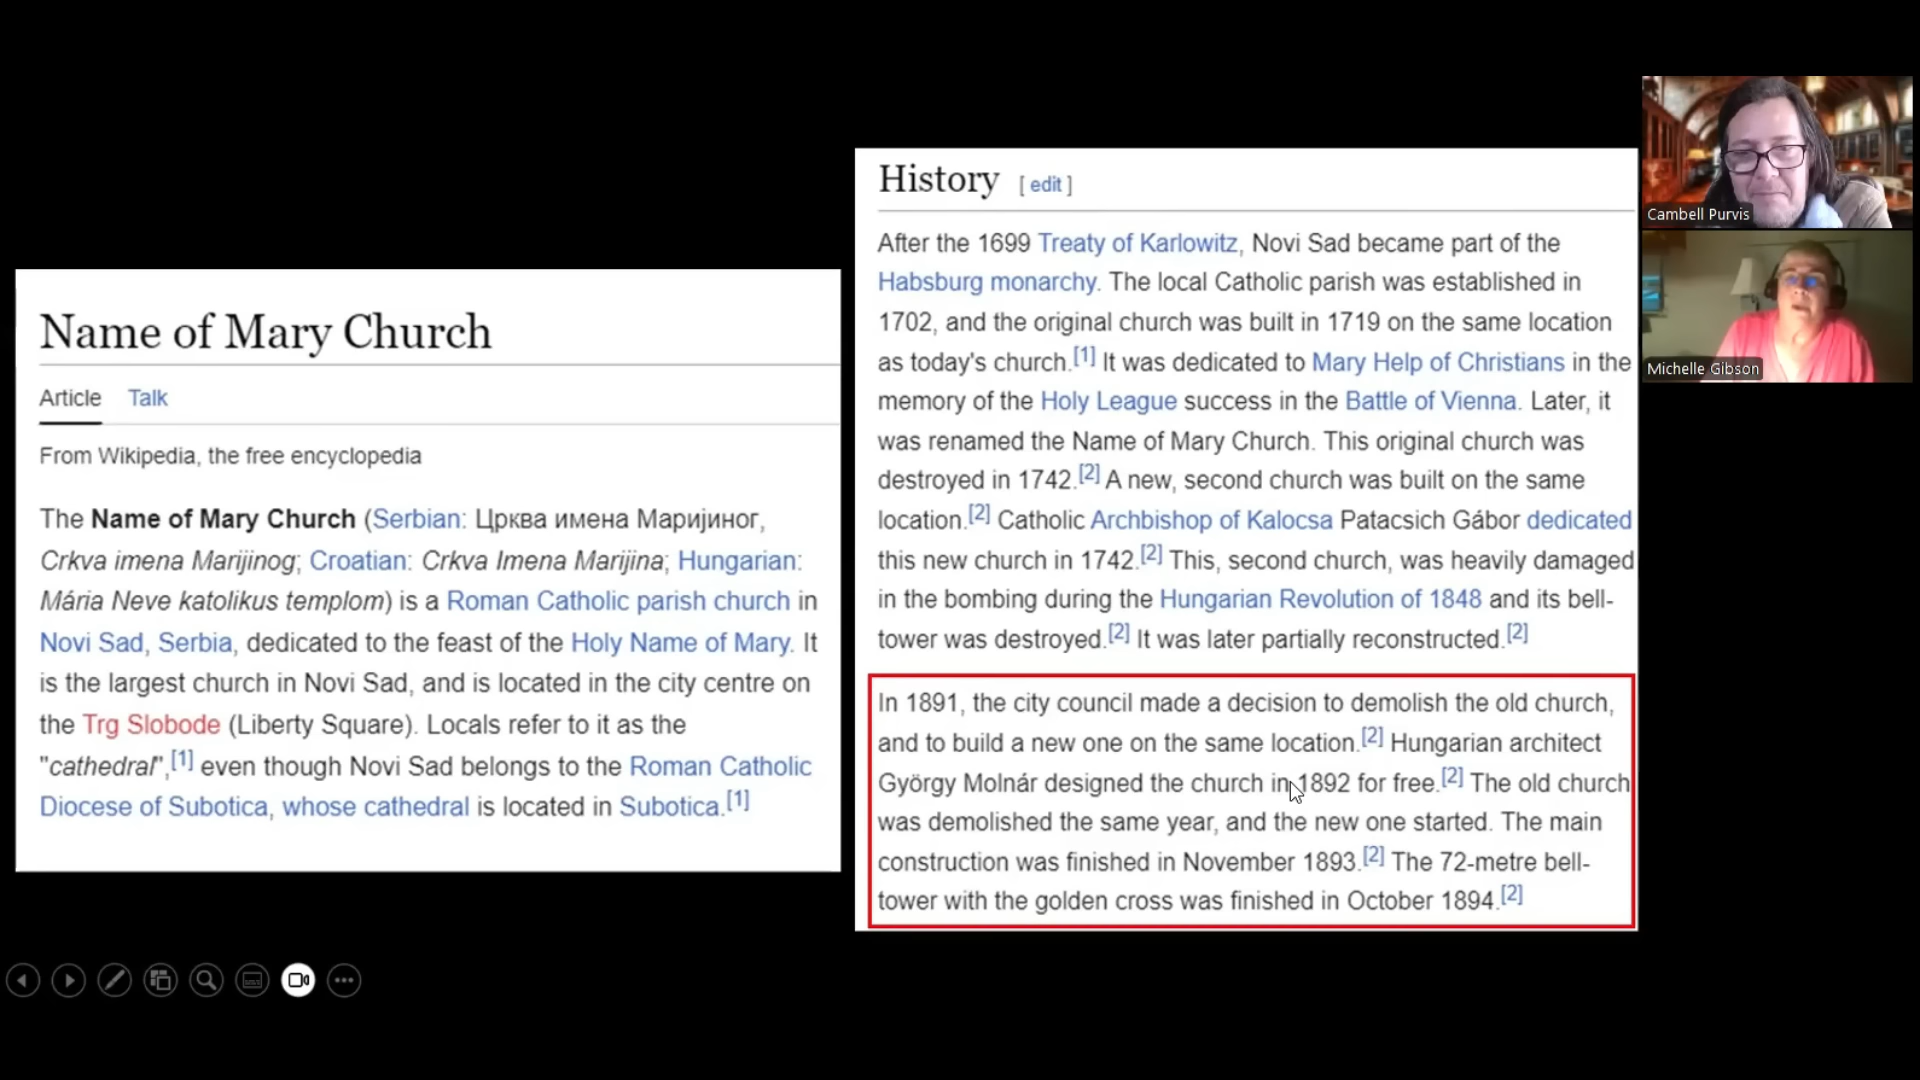 Name of Mary Church
Article Talk
From Wikipedia, the free encyclopedia
The Name of Mary Church (Serbian: Црква имена Маријиног,
Crkva imena Marijinog; Croatian: Crkva Imena Marijina; Hungarian:
Mária Neve katolikus templom) is a Roman Catholic parish church in
Novi Sad, Serbia, dedicated to the feast of the Holy Name of Mary. It
is the largest church in Novi Sad, and is located in the city centre on
the Trg Slobode (Liberty Square). Locals refer to it as the
"cathedral",[1] even though Novi Sad belongs to the Roman Catholic
Diocese of Subotica, whose cathedral is located in Subotica.[1]
History [ edit ]
After the 1699 Treaty of Karlowitz, Novi Sad became part of the
Habsburg monarchy. The local Catholic parish was established in
1702, and the original church was built in 1719 on the same location
as today's church.[1] It was dedicated to Mary Help of Christians in the
memory of the Holy League success in the Battle of Vienna. Later, it
was renamed the Name of Mary Church. This original church was
destroyed in 1742.[2] A new, second church was built on the same
location.[2] Catholic Archbishop of Kalocsa Patacsich Gábor dedicated
this new church in 1742.[2] This, second church, was heavily damaged
in the bombing during the Hungarian Revolution of 1848 and its bell-
tower was destroyed.[2] It was later partially reconstructed.[2]
In 1891, the city council made a decision to demolish the old church,
and to build a new one on the same location.[2] Hungarian architect
György Molnár designed the church in 1892 for free.[2] The old church
was demolished the same year, and the new one started. The main
construction was finished in November 1893.[2] The 72-metre bell-
tower with the golden cross was finished in October 1894.[2]
Cambell Purvis
Michelle Gibson